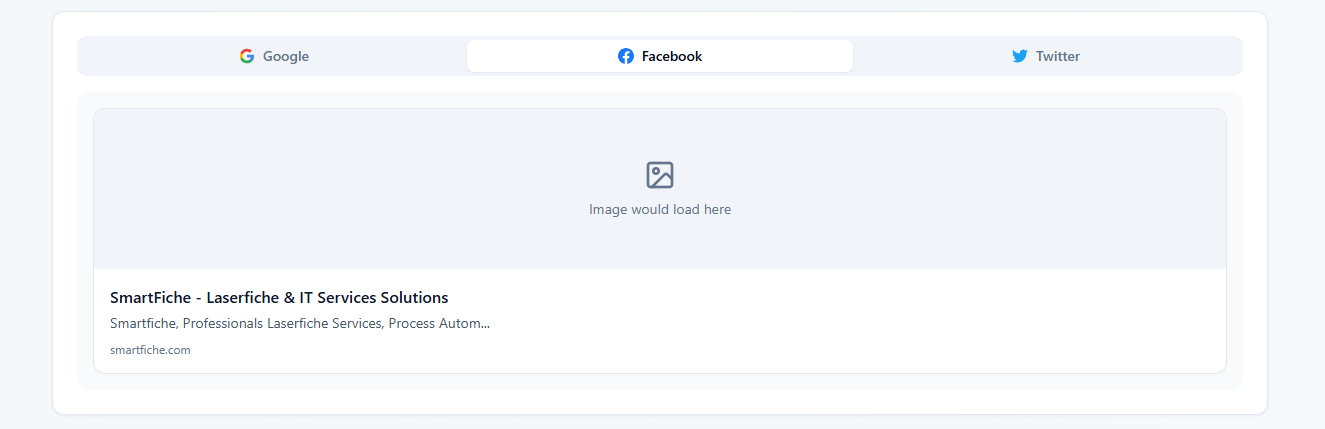 Google
Facebook
Twitter
Image would load here
SmartFiche - Laserfiche & IT Services Solutions
Smartfiche, Professionals Laserfiche Services, Process Autom...
smartfiche.com